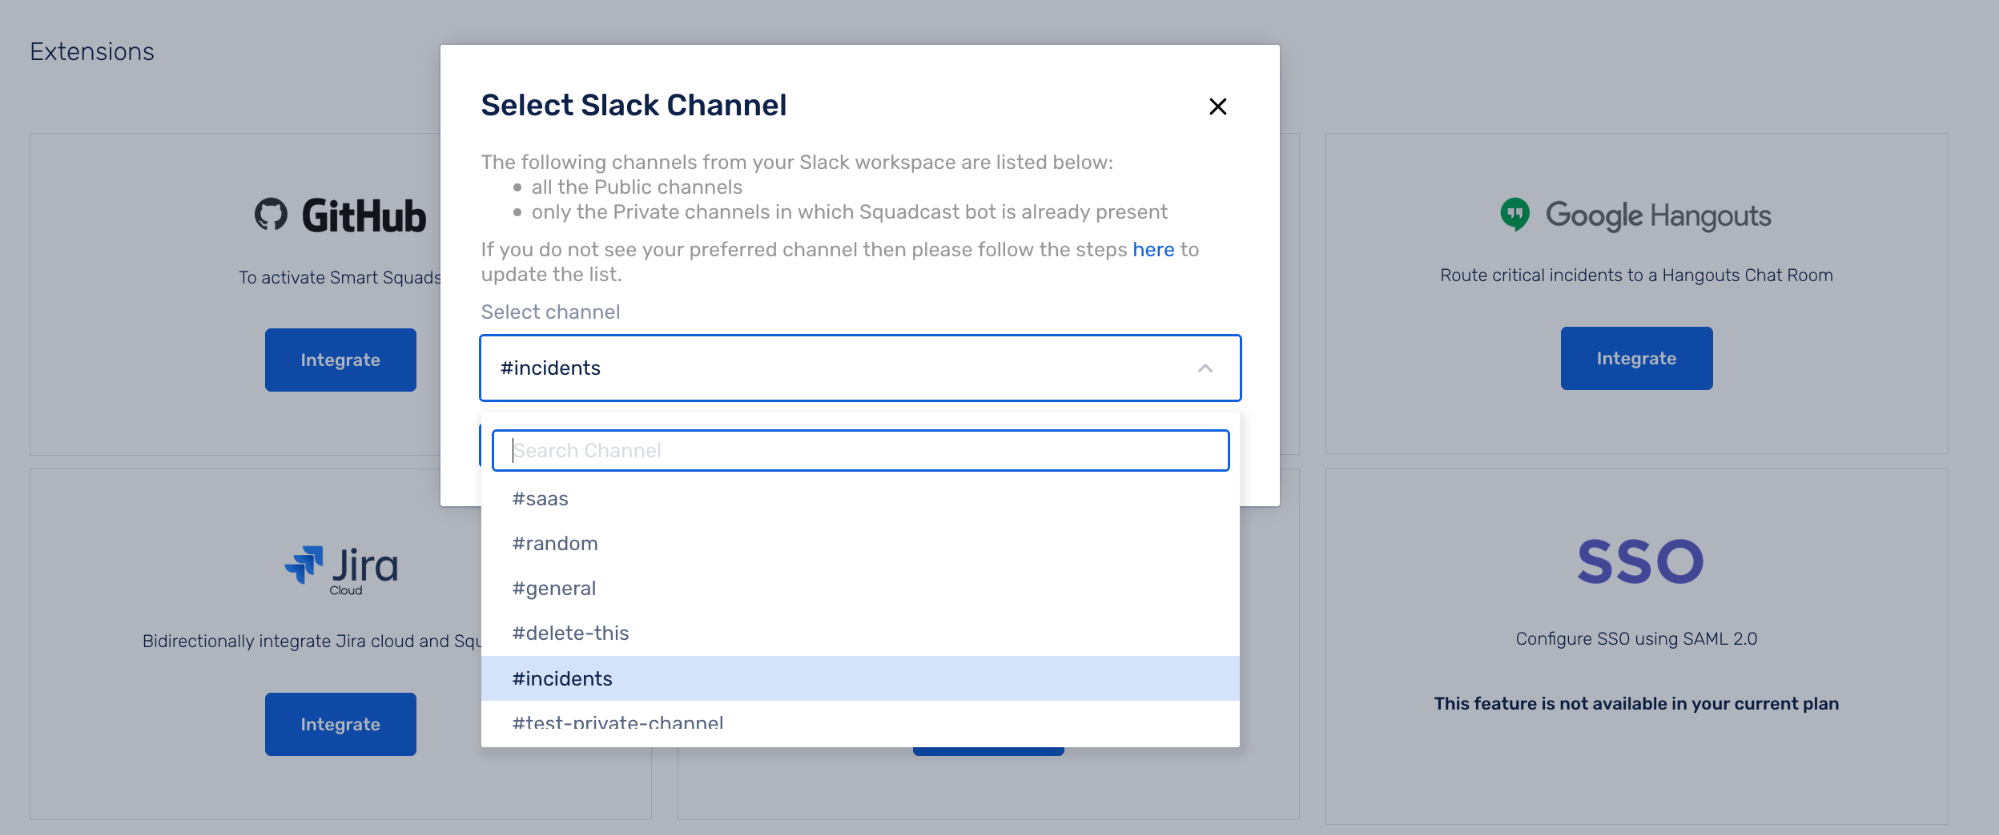 Extensions
Select Slack Channel
The following channels from your Slack workspace are listed below:
all the Public channels
only the Private channels in which Squadcast bot is already present
If you do not see your preferred channel then please follow the steps here to
update the list.
Select channel
#incidents
Search Channel
#saas
#random
#general
#delete-this
#incidents
#test-private-channel
GitHub
To activate Smart Squads
Integrate
Google Hangouts
Route critical incidents to a Hangouts Chat Room
Integrate
Jira
Cloud
Bidirectionally integrate Jira cloud and Squ
Integrate
SSO
Configure SSO using SAML 2.0
This feature is not available in your current plan